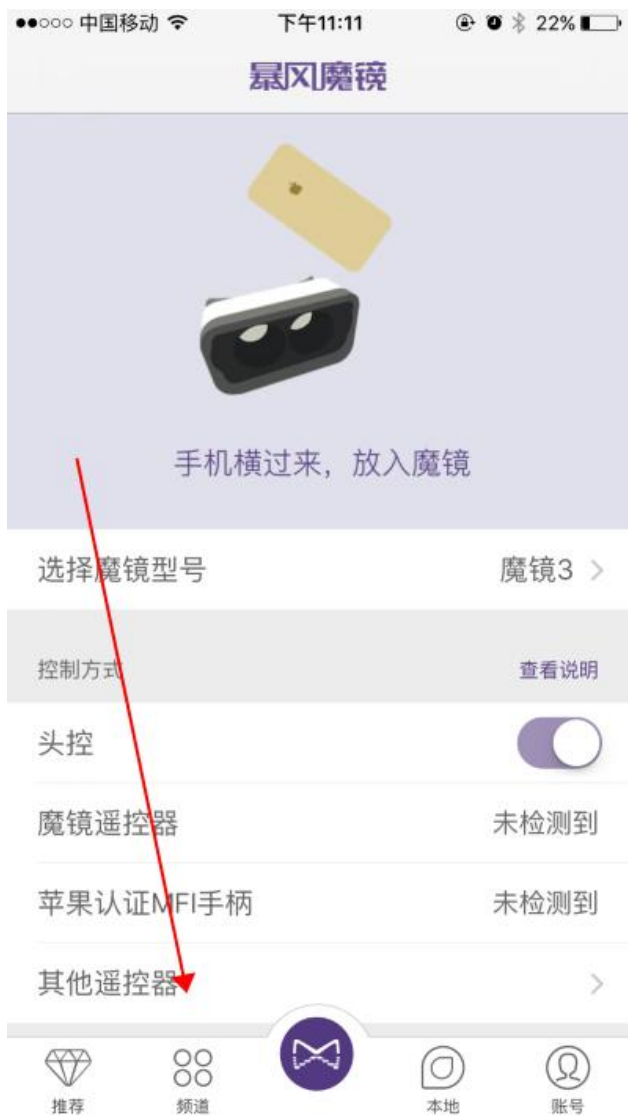 中国移动 下午11:11 22%
暴风魔镜
手机横过来，放入魔镜
选择魔镜型号 魔镜3
控制方式 查看说明
头控
魔镜遥控器 未检测到
苹果认证MFI手柄 未检测到
其他遥控器
推荐 频道 本地 账号